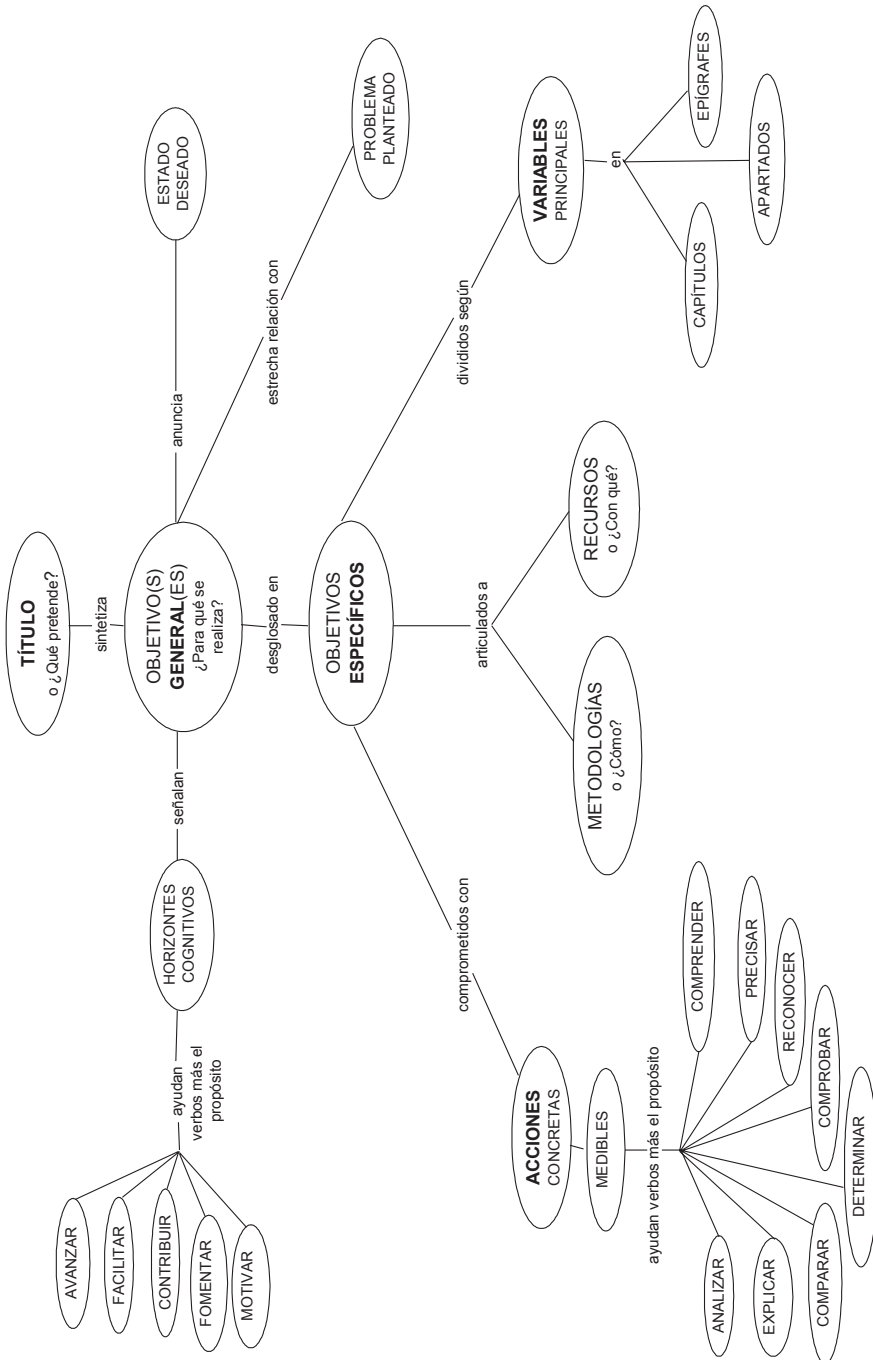 TÍTULO
o ¿Qué pretende?
sintetiza
OBJETIVO(S)
GENERAL(ES)
¿Para qué se
realiza?
señalan
HORIZONTES
COGNITIVOS
ayudan
verbos más el
propósito
AVANZAR
FACILITAR
CONTRIBUIR
FOMENTAR
MOTIVAR
anuncia
ESTADO
DESEADO
estrecha relación con
PROBLEMA
PLANTEADO
desglosado en
OBJETIVOS
ESPECÍFICOS
comprometidos con
ACCIONES
CONCRETAS
MEDIBLES
ayudan verbos más el propósito
ANALIZAR
EXPLICAR
COMPARAR
DETERMINAR
COMPROBAR
RECONOCER
PRECISAR
COMPRENDER
articulados a
METODOLOGÍAS
o ¿Cómo?
RECURSOS
o ¿Con qué?
divididos según
VARIABLES
PRINCIPALES
en
CAPÍTULOS
APARTADOS
EPÍGRAFES